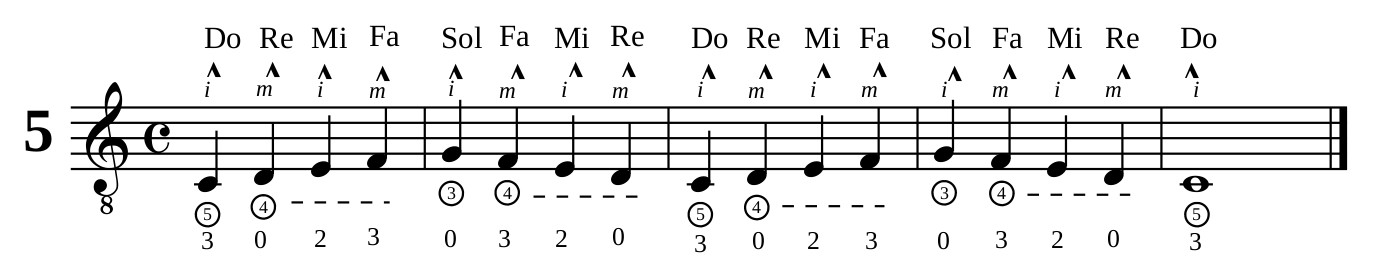 Do Re Mi Fa Sol Fa Mi Re Do Re Mi Fa Sol Fa Mi Re Do
i m i m i m i m i m i m i m i m i
5
8
5 4 3 4 5 4 3 4 5
3 0 2 3 0 3 2 0 3 0 2 3 0 3 2 0 3